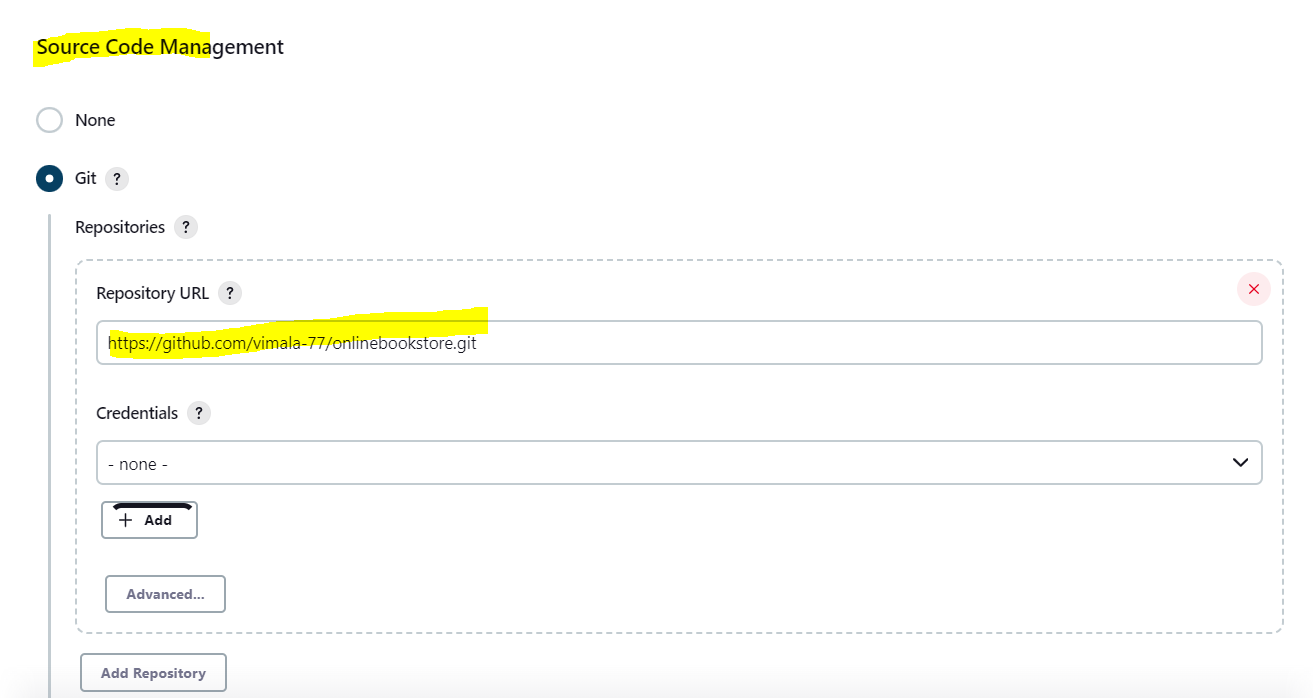 Source Code Management
None
Git ?
Repositories ?
Repository URL ?
https://github.com/vimala-77/onlinebookstore.git
Credentials ?
- none -
+ Add
Advanced...
Add Repository